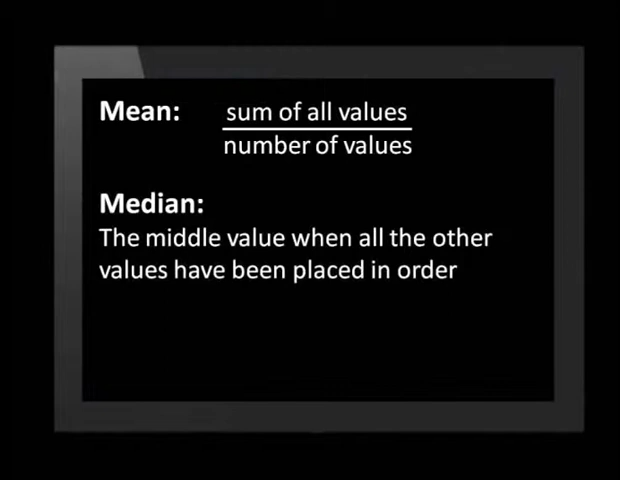 Mean: sum of all values
number of values
Median:
The middle value when all the other
values have been placed in order